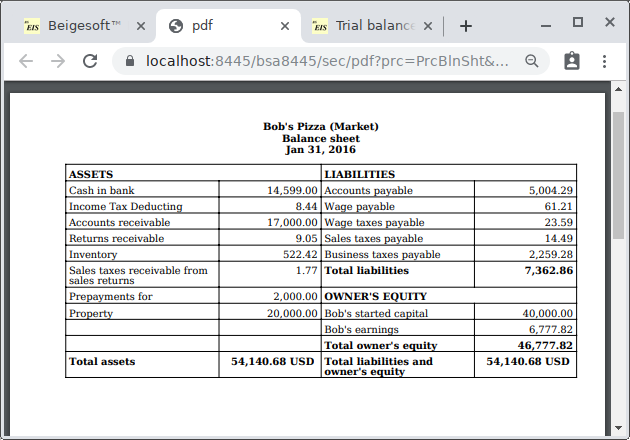 EIS Beigesoft™ pdf EIS Trial balance
localhost:8445/bsa8445/sec/pdf?prc=PrcBlnSht&...
Bob's Pizza (Market)
Balance sheet
Jan 31, 2016
ASSETS LIABILITIES
Cash in bank 14,599.00 Accounts payable 5,004.29
Income Tax Deducting 8.44 Wage payable 61.21
Accounts receivable 17,000.00 Wage taxes payable 23.59
Returns receivable 9.05 Sales taxes payable 14.49
Inventory 522.42 Business taxes payable 2,259.28
Sales taxes receivable from 1.77 Total liabilities 7,362.86
sales returns
Prepayments for 2,000.00 OWNER'S EQUITY
Property 20,000.00 Bob's started capital 40,000.00
Bob's earnings 6,777.82
Total owner's equity 46,777.82
Total assets 54,140.68 USD Total liabilities and 54,140.68 USD
owner's equity